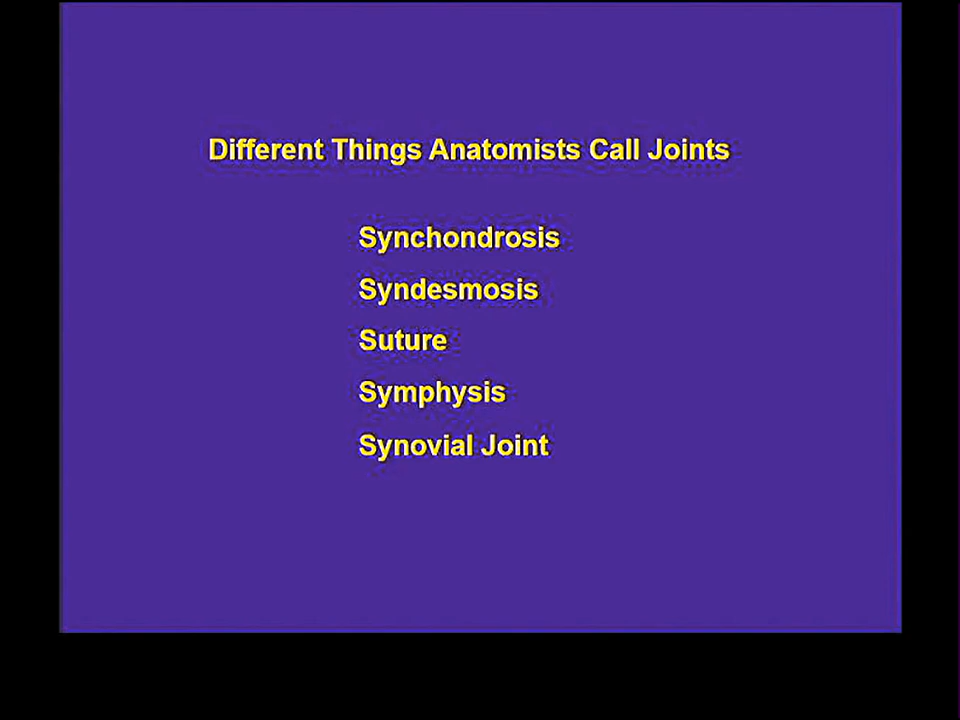 Different Things Anatomists Call Joints
Synchondrosis
Syndesmosis
Suture
Symphysis
Synovial Joint